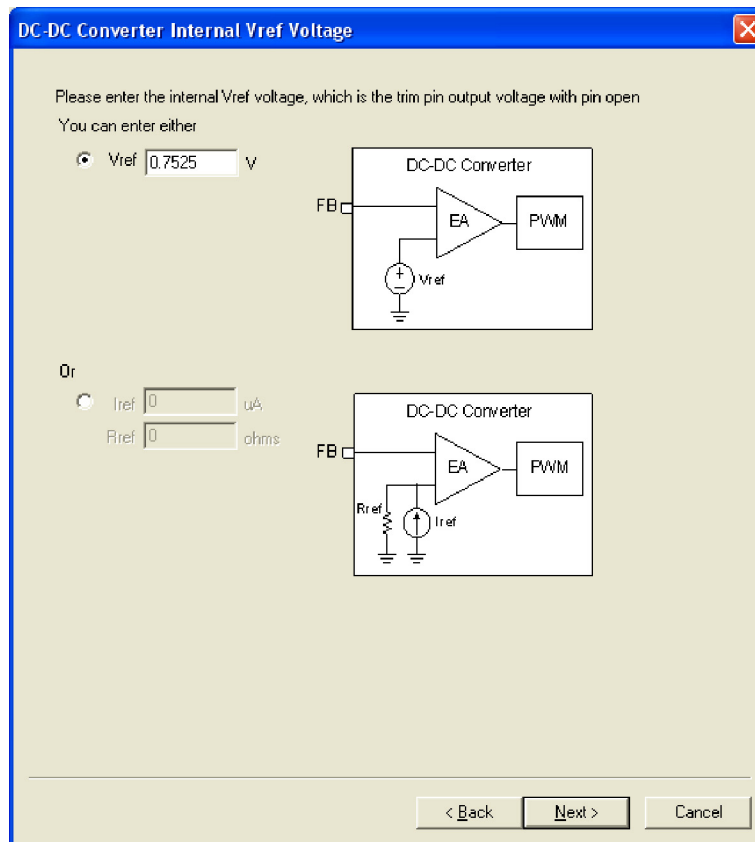 DC-DC Converter Internal Vref Voltage
Please enter the internal Vref voltage, which is the trim pin output voltage with pin open
You can enter either
Vref 0.7525 V
DC-DC Converter
FB
EA
PWM
Vref
Or
Iref 0 uA
Rref 0 ohms
DC-DC Converter
FB
EA
PWM
Rref
Iref
< Back
Next >
Cancel